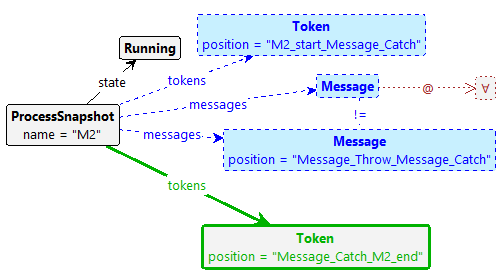 Token
position = "M2_start_Message_Catch"
Running
state
tokens
Message
@
∀
messages
ProcessSnapshot
name = "M2"
!=
messages
Message
position = "Message_Throw_Message_Catch"
tokens
Token
position = "Message_Catch_M2_end"